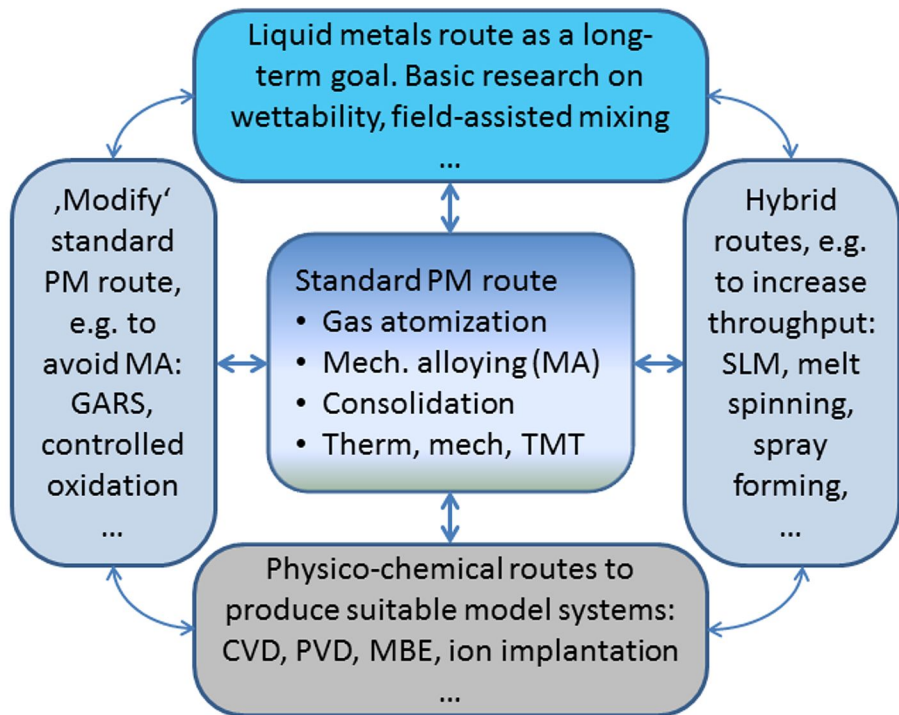 Liquid metals route as a long-
term goal. Basic research on
wettability, field-assisted mixing
...
‚Modify‘
standard
PM route,
e.g. to
avoid MA:
GARS,
controlled
oxidation
...
Standard PM route
• Gas atomization
• Mech. alloying (MA)
• Consolidation
• Therm, mech, TMT
Hybrid
routes, e.g.
to increase
throughput:
SLM, melt
spinning,
spray
forming,
...
Physico-chemical routes to
produce suitable model systems:
CVD, PVD, MBE, ion implantation
...